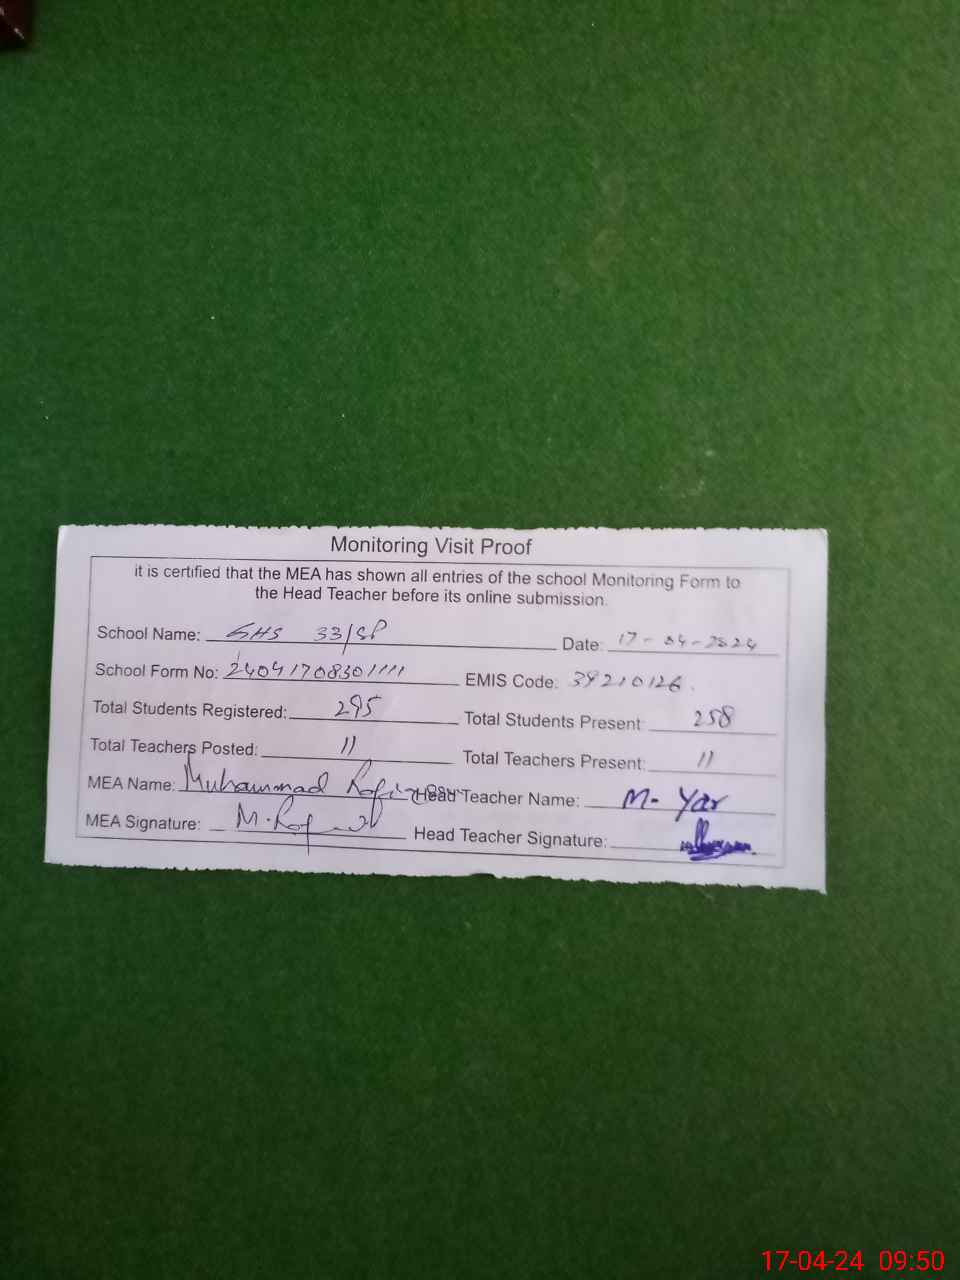 Monitoring Visit Proof
it is certified that the MEA has shown all entries of the school Monitoring Form to
the Head Teacher before its online submission.
School Name: GHS 33/SP Date: 17-04-2024
School Form No: 24041708301111 EMIS Code: 39210126.
Total Students Registered: 295 Total Students Present: 258
Total Teachers Posted: 11 Total Teachers Present: 11
MEA Name: Muhammad Head Teacher Name: M. Yar
MEA Signature: Head Teacher Signature:
17-04-24 09:50